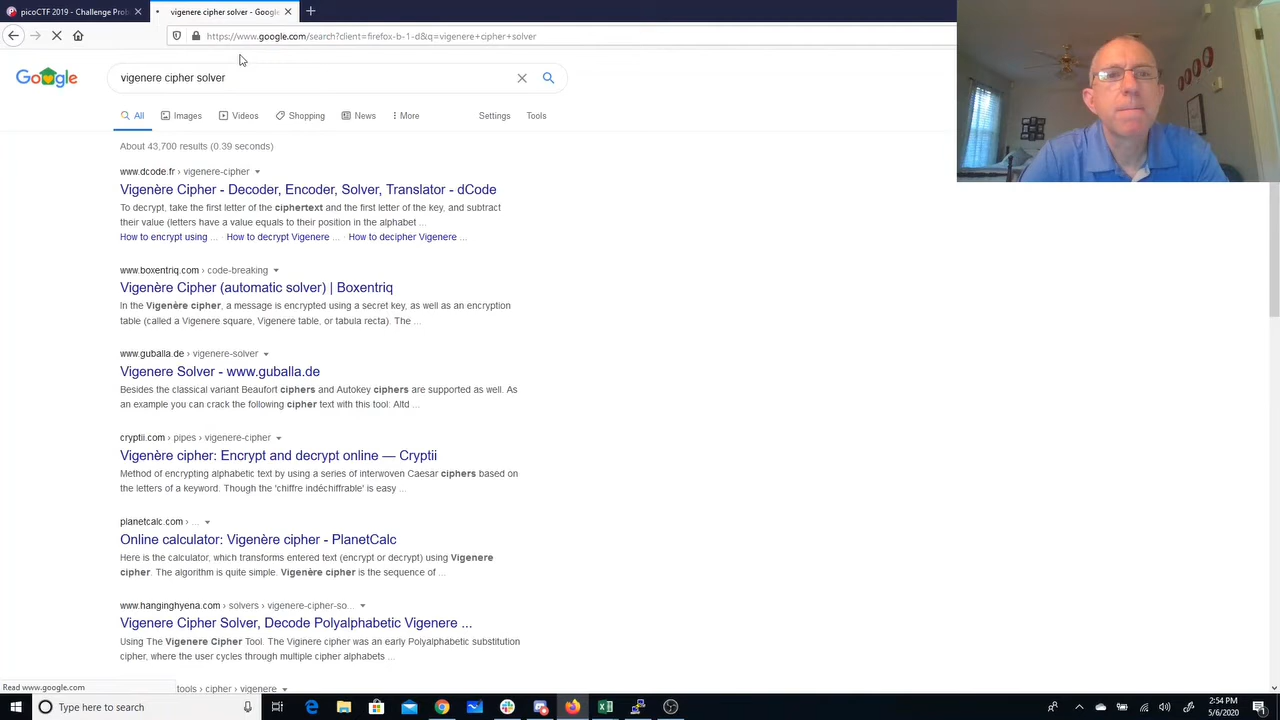 picoCTF 2019 - Challenge Prob
vigenere cipher solver - Google
https://www.google.com/search?client=firefox-b-1-d&q=vigenere+cipher+solver
Google
vigenere cipher solver
All Images Videos Shopping News More Settings Tools
About 43,700 results (0.39 seconds)
www.dcode.fr › vigenere-cipher
Vigenère Cipher - Decoder, Encoder, Solver, Translator - dCode
To decrypt, take the first letter of the ciphertext and the first letter of the key, and subtract
their value (letters have a value equals to their position in the alphabet ...
How to encrypt using ... · How to decrypt Vigenere ... · How to decipher Vigenere ...
www.boxentriq.com › code-breaking
Vigenère Cipher (automatic solver) | Boxentriq
In the Vigenère cipher, a message is encrypted using a secret key, as well as an encryption
table (called a Vigenere square, Vigenere table, or tabula recta). The ...
www.guballa.de › vigenere-solver
Vigenere Solver - www.guballa.de
Besides the classical variant Beaufort ciphers and Autokey ciphers are supported as well. As
an example you can crack the following cipher text with this tool: Altd ...
cryptii.com › pipes › vigenere-cipher
Vigenère cipher: Encrypt and decrypt online — Cryptii
Method of encrypting alphabetic text by using a series of interwoven Caesar ciphers based on
the letters of a keyword. Though the 'chiffre indéchiffrable' is easy ...
planetcalc.com › ...
Online calculator: Vigenère cipher - PlanetCalc
Here is the calculator, which transforms entered text (encrypt or decrypt) using Vigenere
cipher. The algorithm is quite simple. Vigenère cipher is the sequence of ...
www.hanginghyena.com › solvers › vigenere-cipher-so...
Vigenere Cipher Solver, Decode Polyalphabetic Vigenere ...
Using The Vigenere Cipher Tool. The Viginere cipher was an early Polyalphabetic substitution
cipher, where the user cycles through multiple cipher alphabets ...
Read www.google.com
tools › cipher › vigenere
Type here to search
2:54 PM
5/6/2020